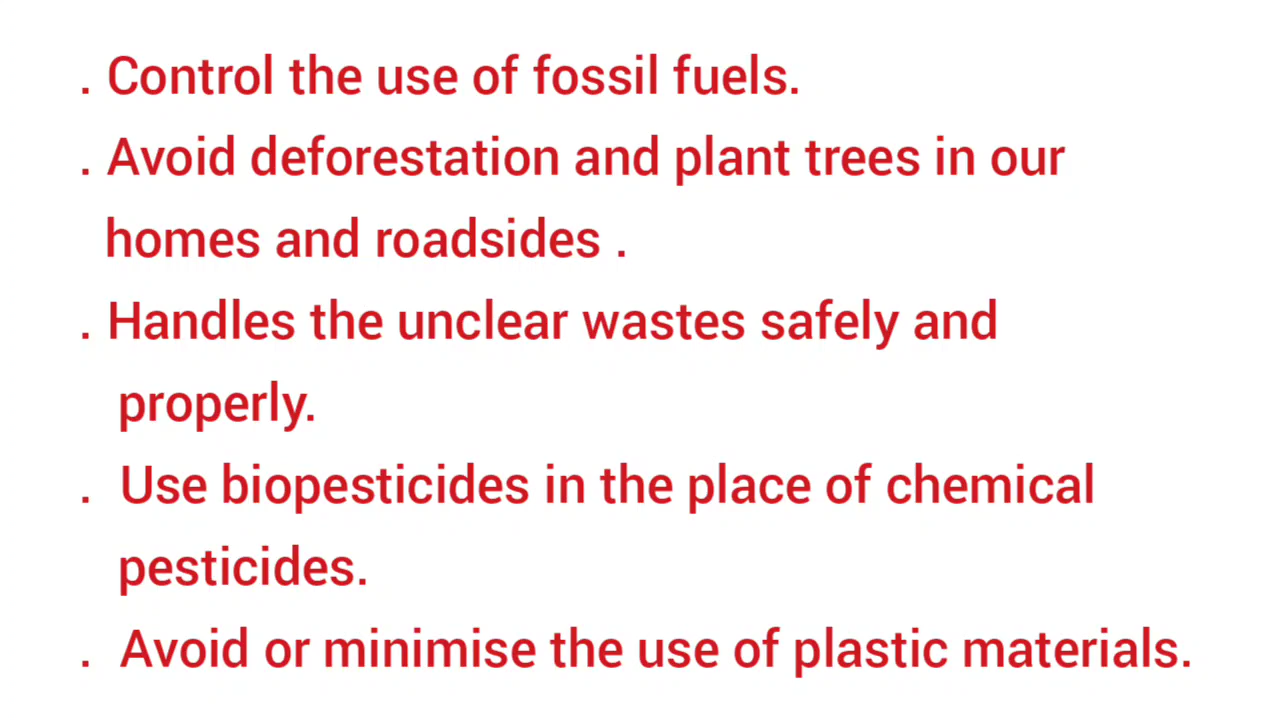 . Control the use of fossil fuels.
. Avoid deforestation and plant trees in our
homes and roadsides .
. Handles the unclear wastes safely and
properly.
. Use biopesticides in the place of chemical
pesticides.
. Avoid or minimise the use of plastic materials.